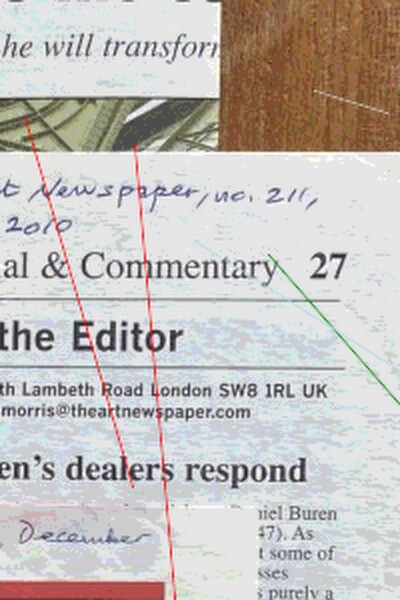 he will transform
t Newspaper, no. 211,
2010
al & Commentary 27
the Editor
th Lambeth Road London SW8 1RL UK
morris@theartnewspaper.com
en's dealers respond
iel Buren
December
47). As
t some of
sses
s purely a